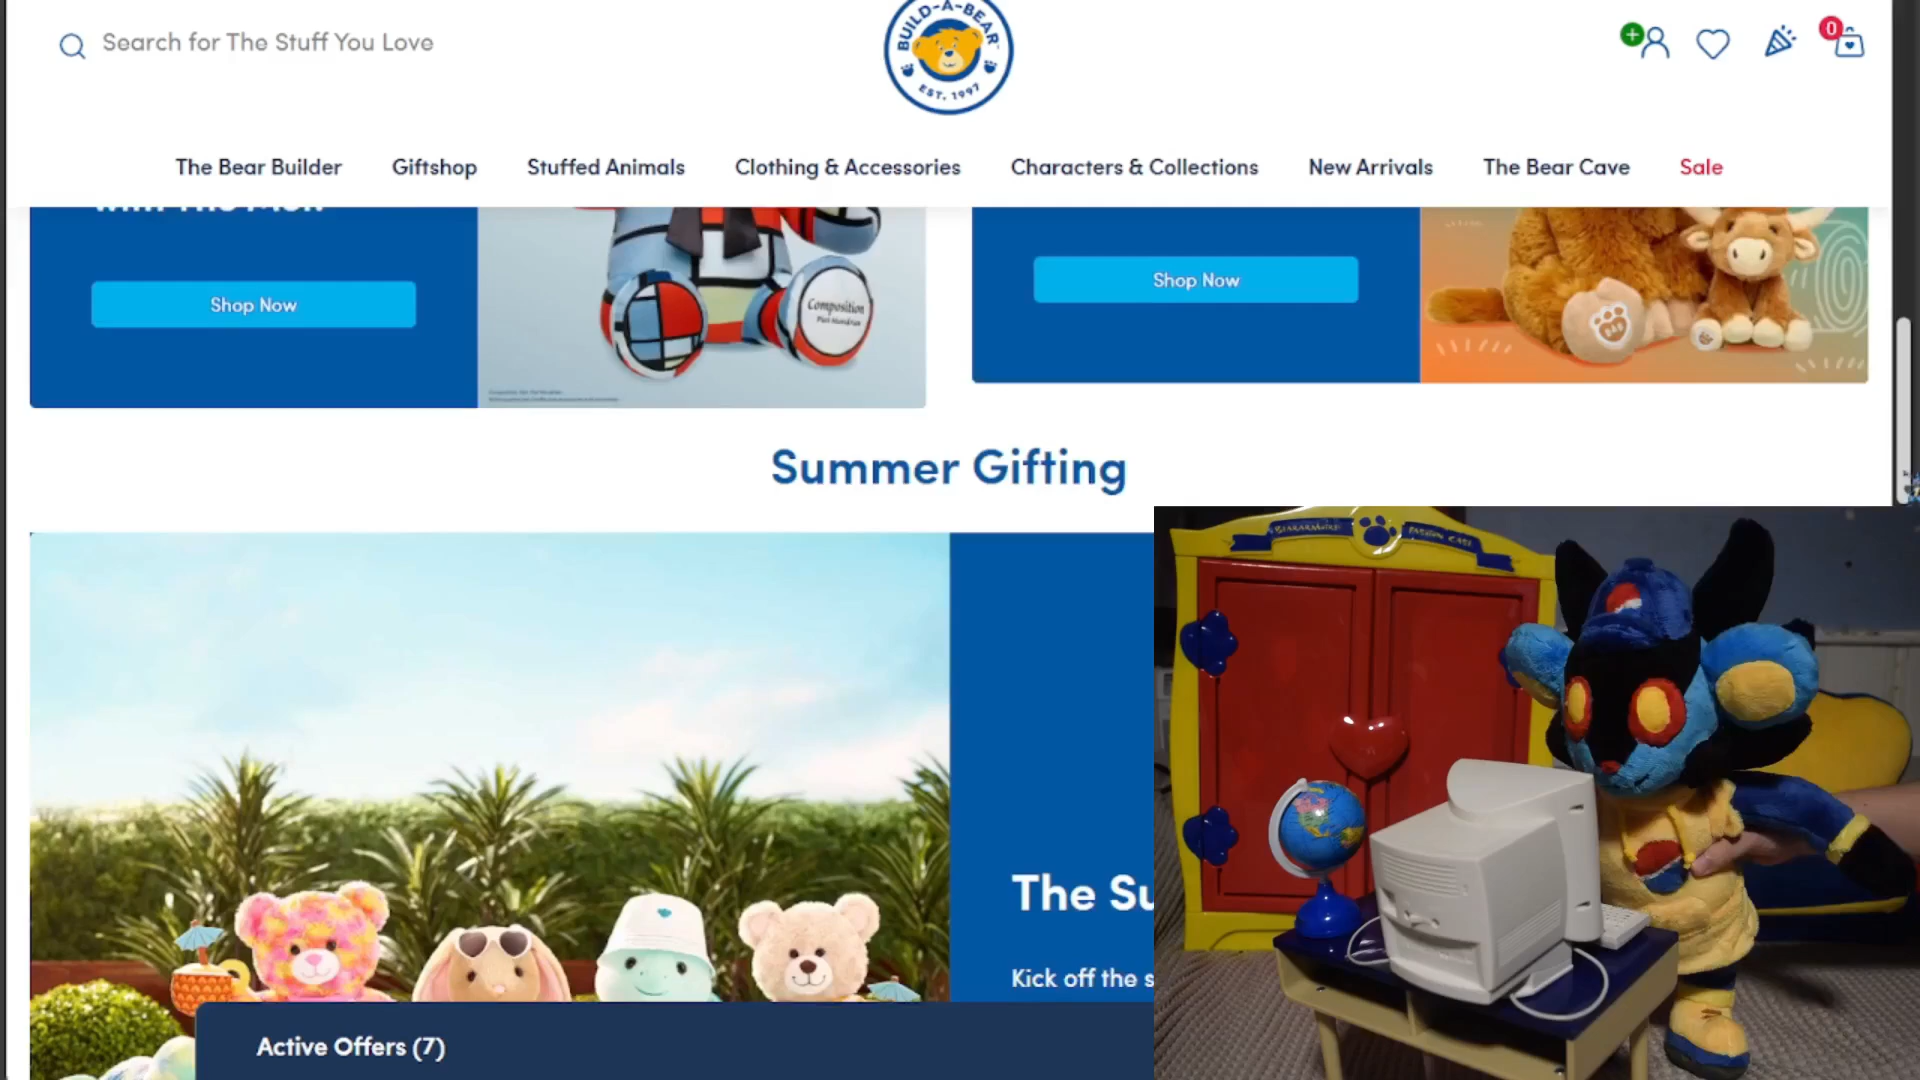 Search for The Stuff You Love
BUILD-A-BEAR
EST. 1997
+
0
The Bear Builder
Giftshop
Stuffed Animals
Clothing & Accessories
Characters & Collections
New Arrivals
The Bear Cave
Sale
Composition
Piet Mondrian
Shop Now
Shop Now
Summer Gifting
The Su
Kick off the s
Active Offers (7)